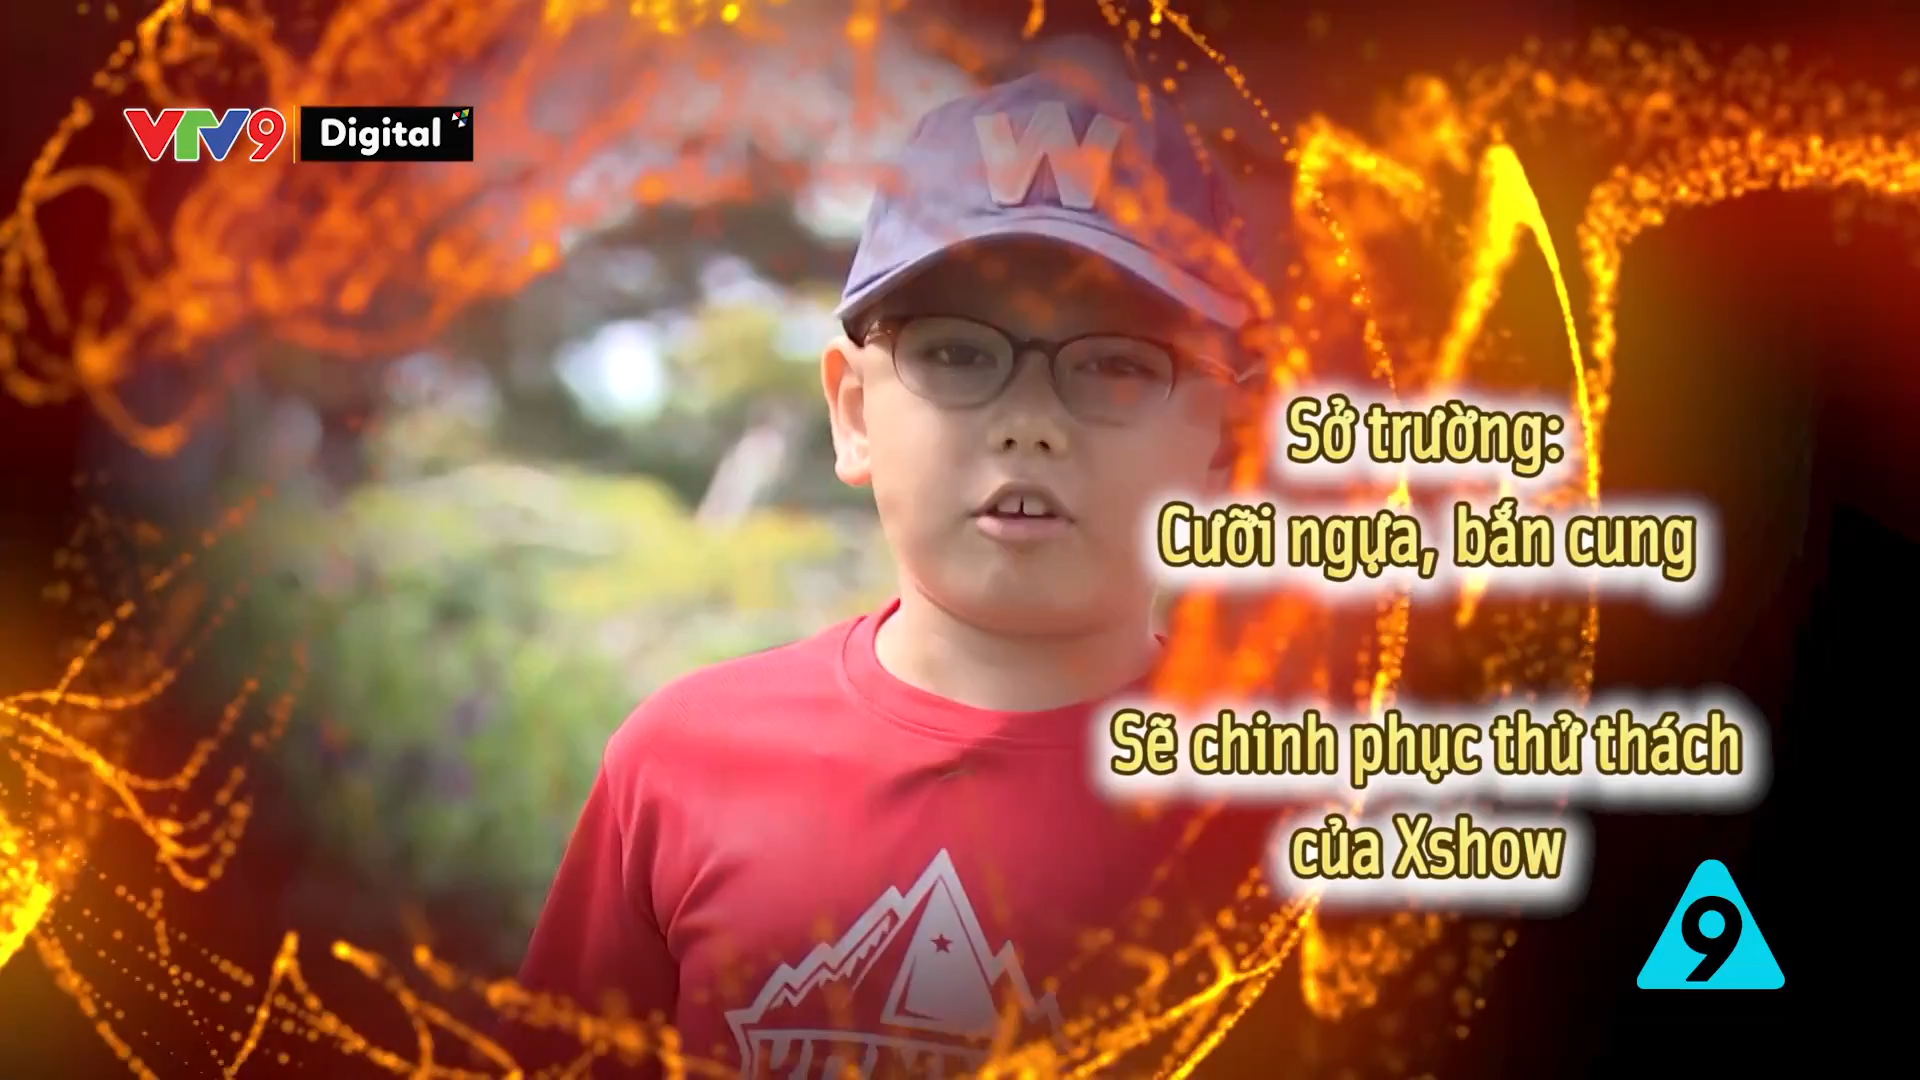 VTV9 Digital
W
Sở trường:
Cưỡi ngựa, bắn cung
Sẽ chinh phục thử thách
của Xshow
9